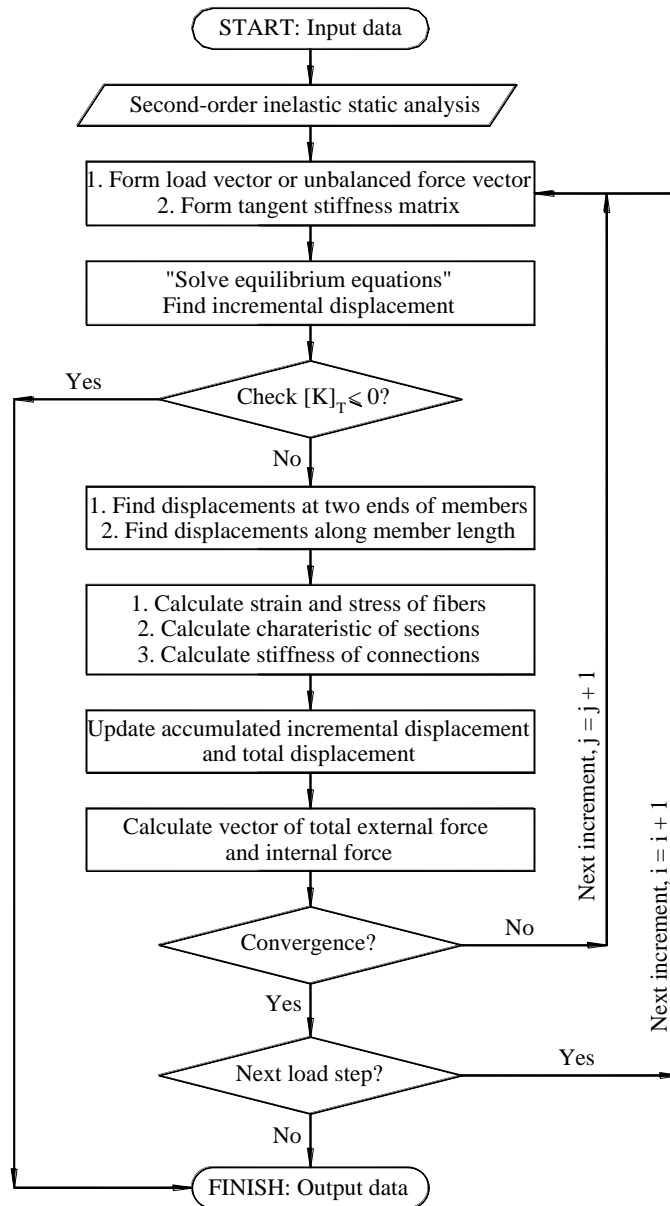 START: Input data
Second-order inelastic static analysis
1. Form load vector or unbalanced force vector
2. Form tangent stiffness matrix
"Solve equilibrium equations"
Find incremental displacement
Yes
Check [K]T ⩽ 0?
No
1. Find displacements at two ends of members
2. Find displacements along member length
1. Calculate strain and stress of fibers
2. Calculate charateristic of sections
3. Calculate stiffness of connections
Update accumulated incremental displacement
and total displacement
Calculate vector of total external force
and internal force
Next increment, j = j + 1
Next increment, i = i + 1
Convergence?
No
Yes
Next load step?
Yes
No
FINISH: Output data